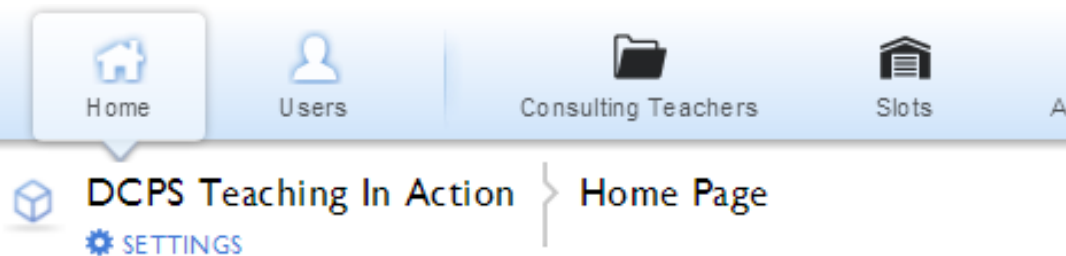 Home Users Consulting Teachers Slots A
DCPS Teaching In Action Home Page
SETTINGS